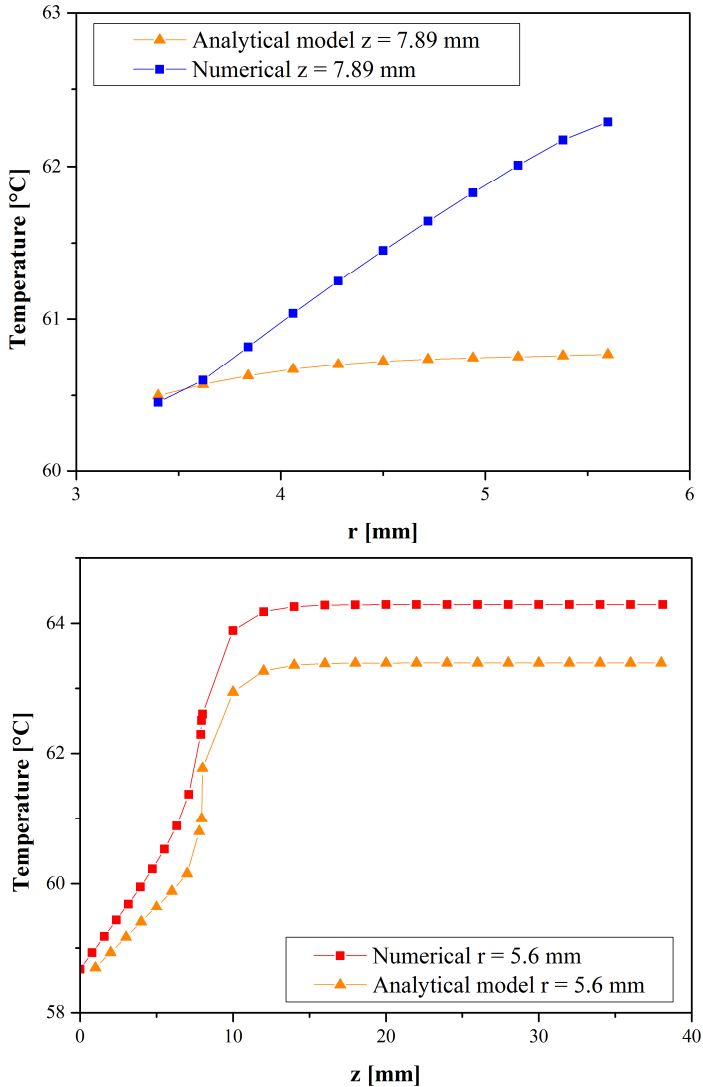 63
Analytical model z = 7.89 mm
Numerical z = 7.89 mm
62
Temperature [°C]
61
60
3
4
5
6
r [mm]
64
Temperature [°C]
62
60
Numerical r = 5.6 mm
Analytical model r = 5.6 mm
58
0
10
20
30
40
z [mm]